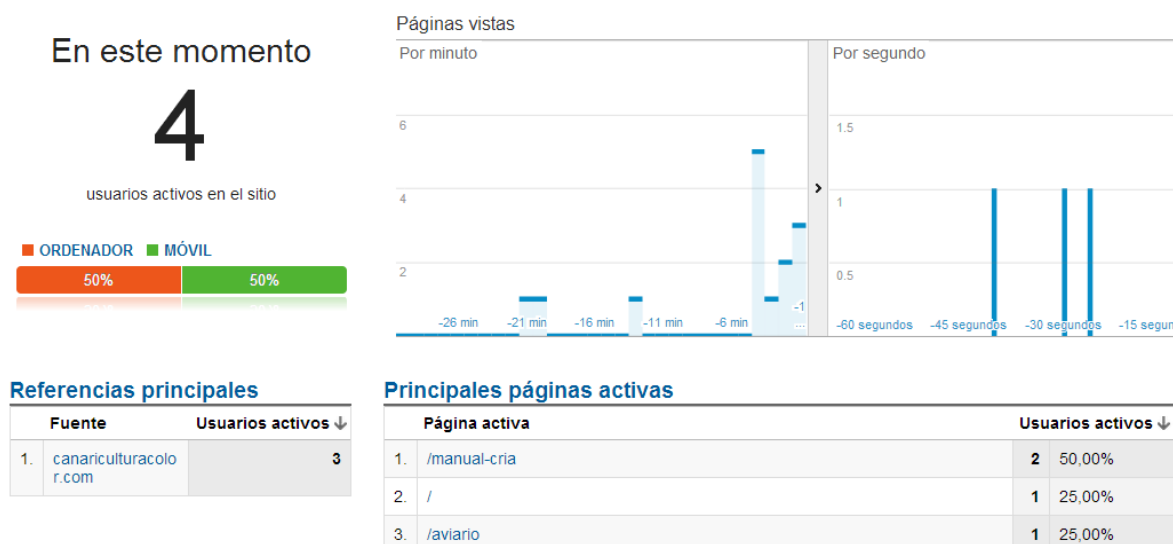 En este momento
4
usuarios activos en el sitio
ORDENADOR MÓVIL
50% 50%
Páginas vistas
Por minuto
6
4
2
-26 min -21 min -16 min -11 min -6 min -1
...
Por segundo
1.5
1
0.5
-60 segundos -45 segundos -30 segundos -15 segun
Referencias principales
Fuente Usuarios activos
1. canariculturacolo 3
r.com
Principales páginas activas
Página activa Usuarios activos
1. /manual-cria 2 50,00%
2. / 1 25,00%
3. /aviario 1 25,00%